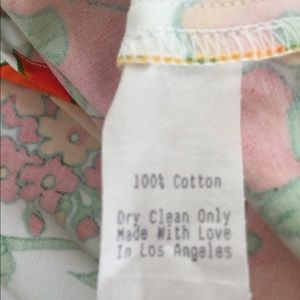 100% Cotton
Dry Clean Only
Made With Love
In Los Angeles